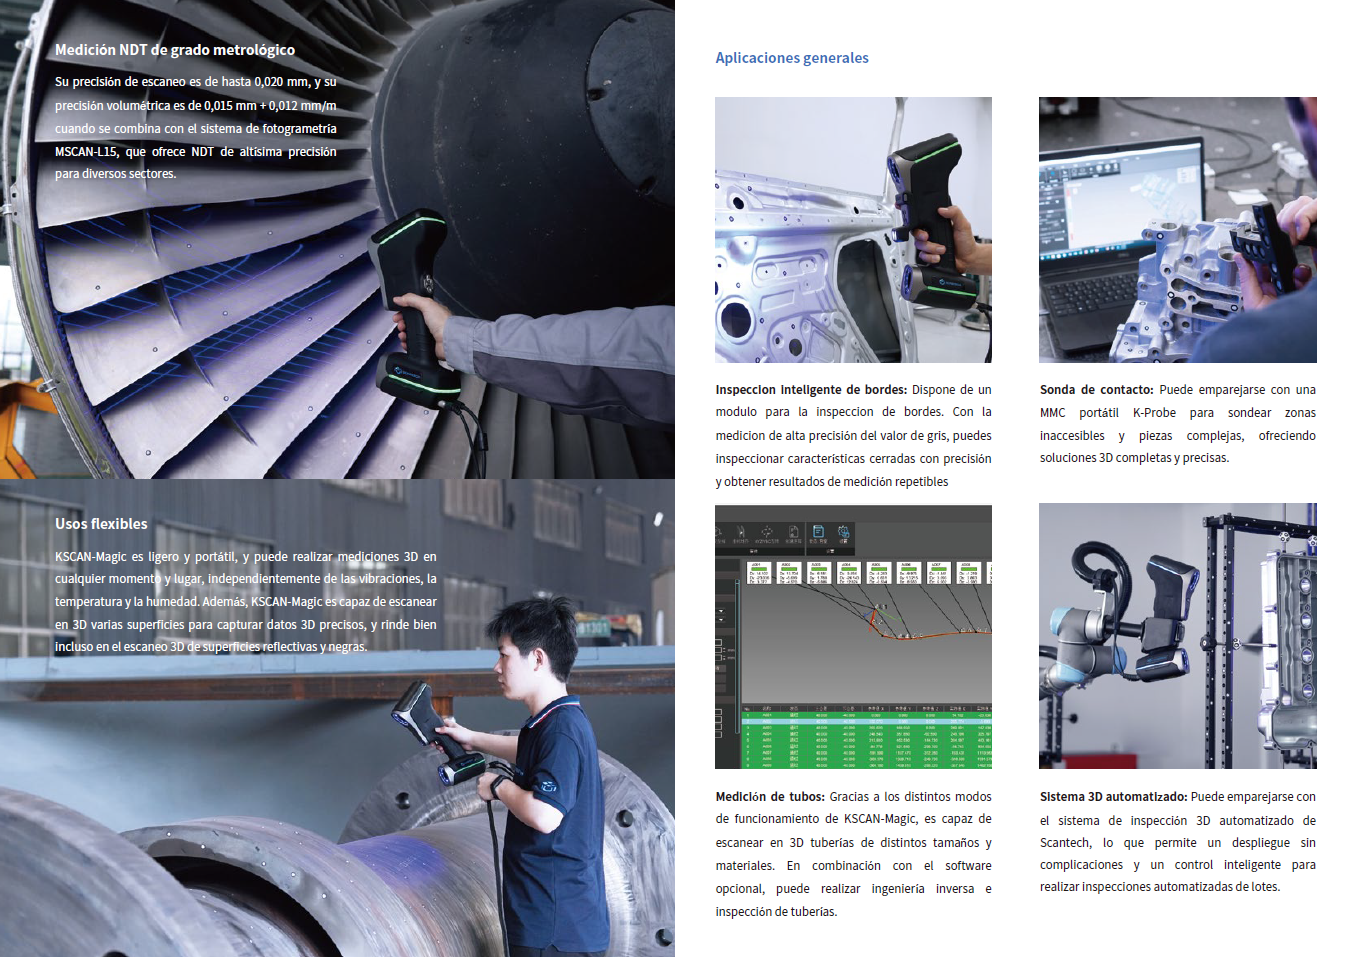 Medición NDT de grado metrológico
Su precisión de escaneo es de hasta 0,020 mm, y su
precisión volumétrica es de 0,015 mm + 0,012 mm/m
cuando se combina con el sistema de fotogrametría
MSCAN-L15, que ofrece NDT de altísima precisión
para diversos sectores.
Usos flexibles
KSCAN-Magic es ligero y portátil, y puede realizar mediciones 3D en
cualquier momento y lugar, independientemente de las vibraciones, la
temperatura y la humedad. Además, KSCAN-Magic es capaz de escanear
en 3D varias superficies para capturar datos 3D precisos, y rinde bien
incluso en el escaneo 3D de superficies reflectivas y negras.
Aplicaciones generales
Inspeccion inteligente de bordes: Dispone de un
modulo para la inspeccion de bordes. Con la
medicion de alta precisión del valor de gris, puedes
inspeccionar características cerradas con precisión
y obtener resultados de medición repetibles
Sonda de contacto: Puede emparejarse con una
MMC portátil K-Probe para sondear zonas
inaccesibles y piezas complejas, ofreciendo
soluciones 3D completas y precisas.
Medición de tubos: Gracias a los distintos modos
de funcionamiento de KSCAN-Magic, es capaz de
escanear en 3D tuberías de distintos tamaños y
materiales. En combinación con el software
opcional, puede realizar ingeniería inversa e
inspección de tuberías.
Sistema 3D automatizado: Puede emparejarse con
el sistema de inspección 3D automatizado de
Scantech, lo que permite un despliegue sin
complicaciones y un control inteligente para
realizar inspecciones automatizadas de lotes.